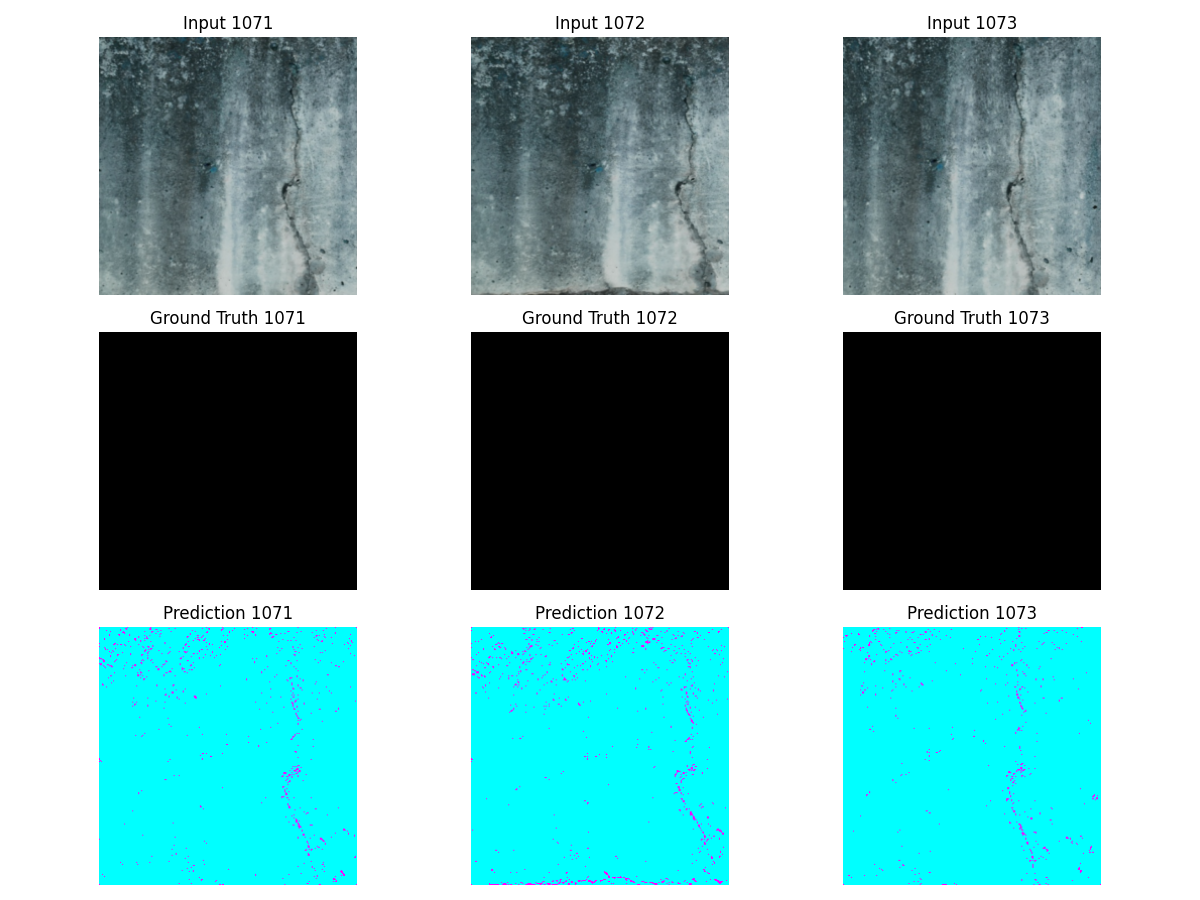 Input 1071
Input 1072
Input 1073
Ground Truth 1071
Ground Truth 1072
Ground Truth 1073
Prediction 1071
Prediction 1072
Prediction 1073